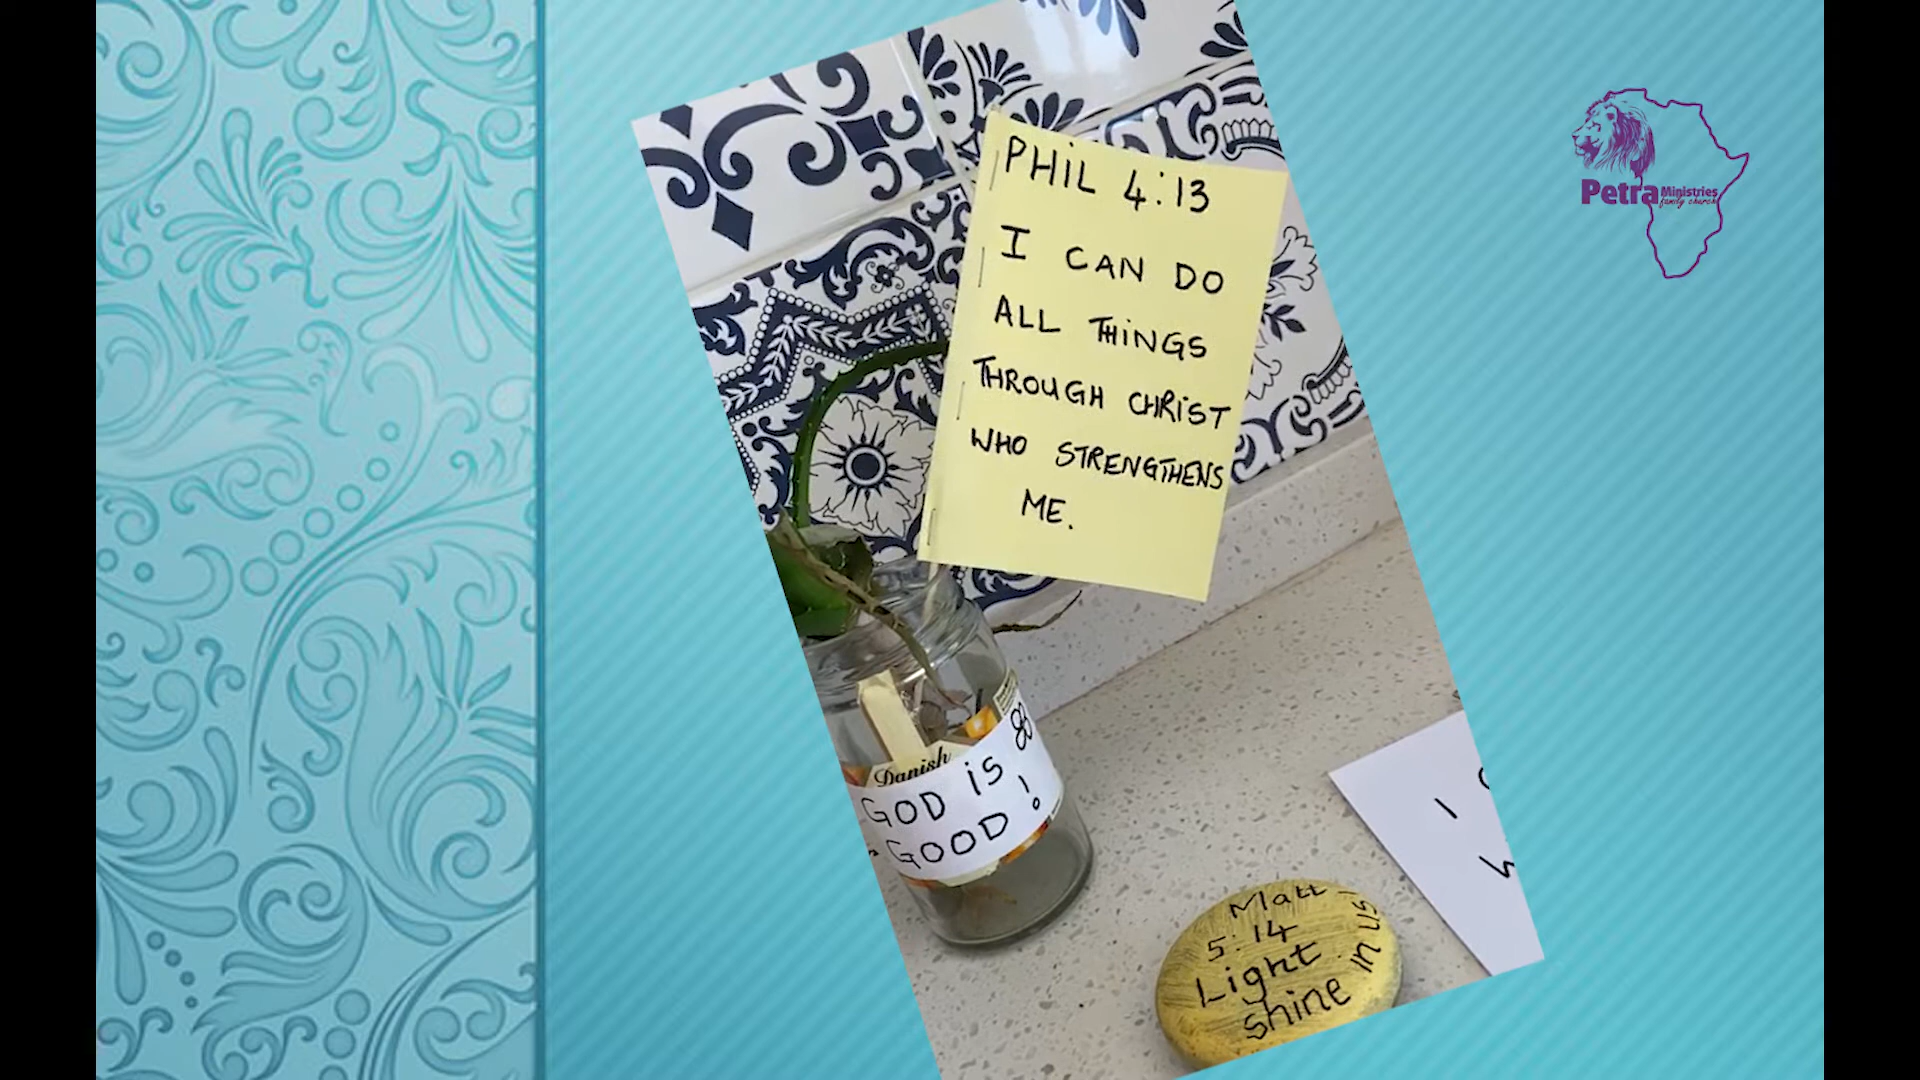 PHIL 4:13
I CAN DO
ALL THINGS
THROUGH CHRIST
WHO STRENGTHENS
ME.
Danish
GOD IS
GOOD!
Matt
5:14
Light
shine
in us!
Petra Ministries
family church